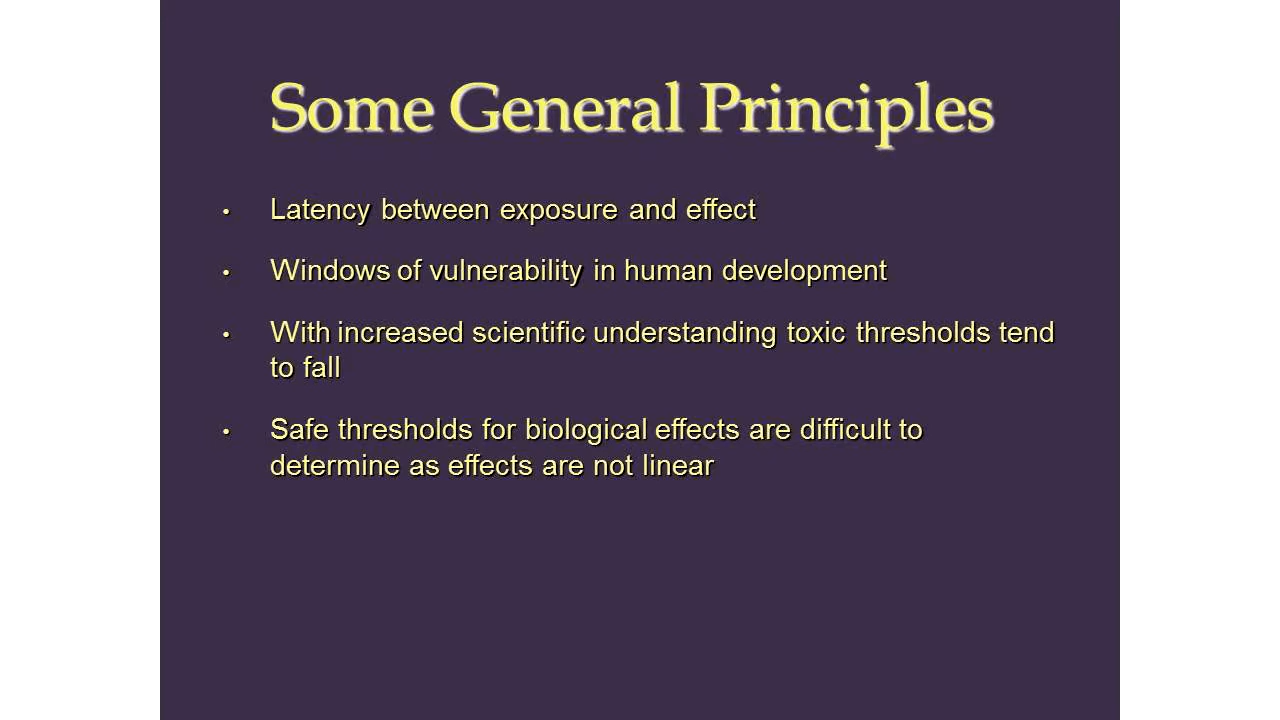 Some General Principles
• Latency between exposure and effect
• Windows of vulnerability in human development
• With increased scientific understanding toxic thresholds tend
to fall
• Safe thresholds for biological effects are difficult to
determine as effects are not linear